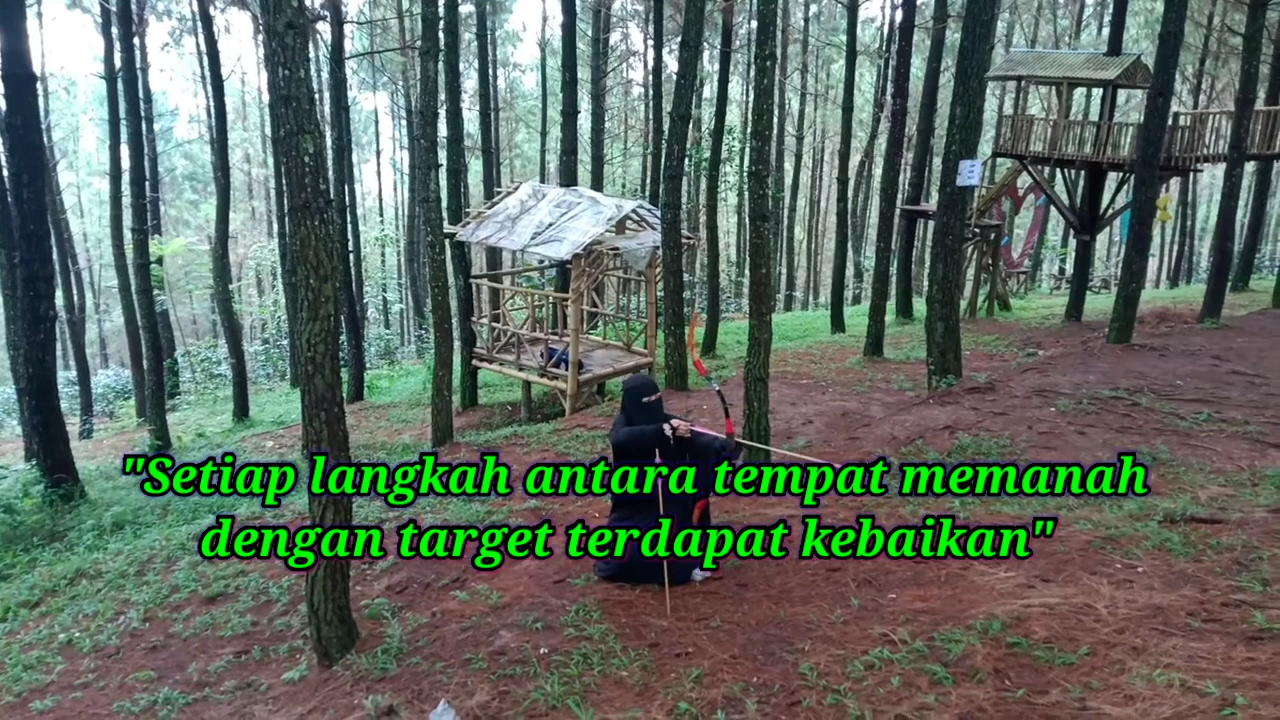 "Setiap langkah antara tempat memanah
dengan target terdapat kebaikan"